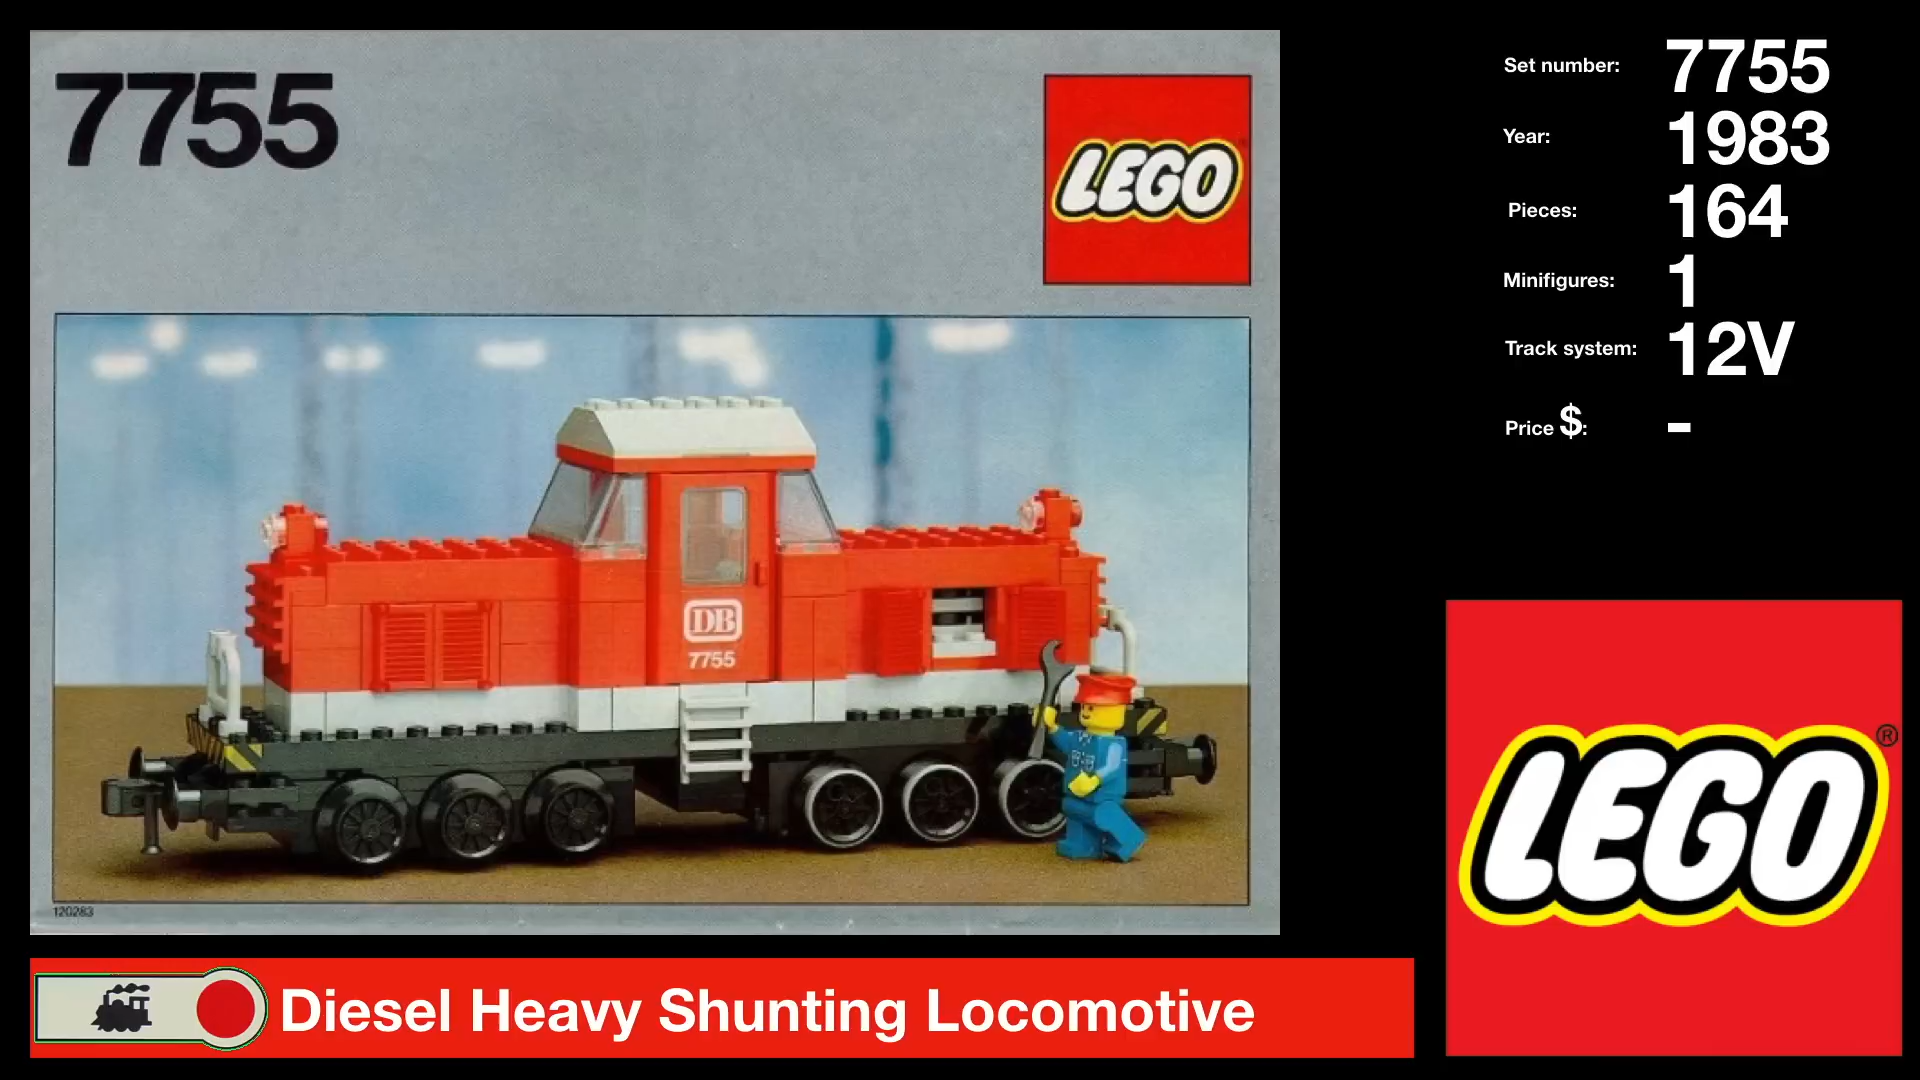 7755
LEGO
DB
7755
120283
Set number: 7755
Year: 1983
Pieces: 164
Minifigures: 1
Track system: 12V
Price $: -
LEGO®
Diesel Heavy Shunting Locomotive